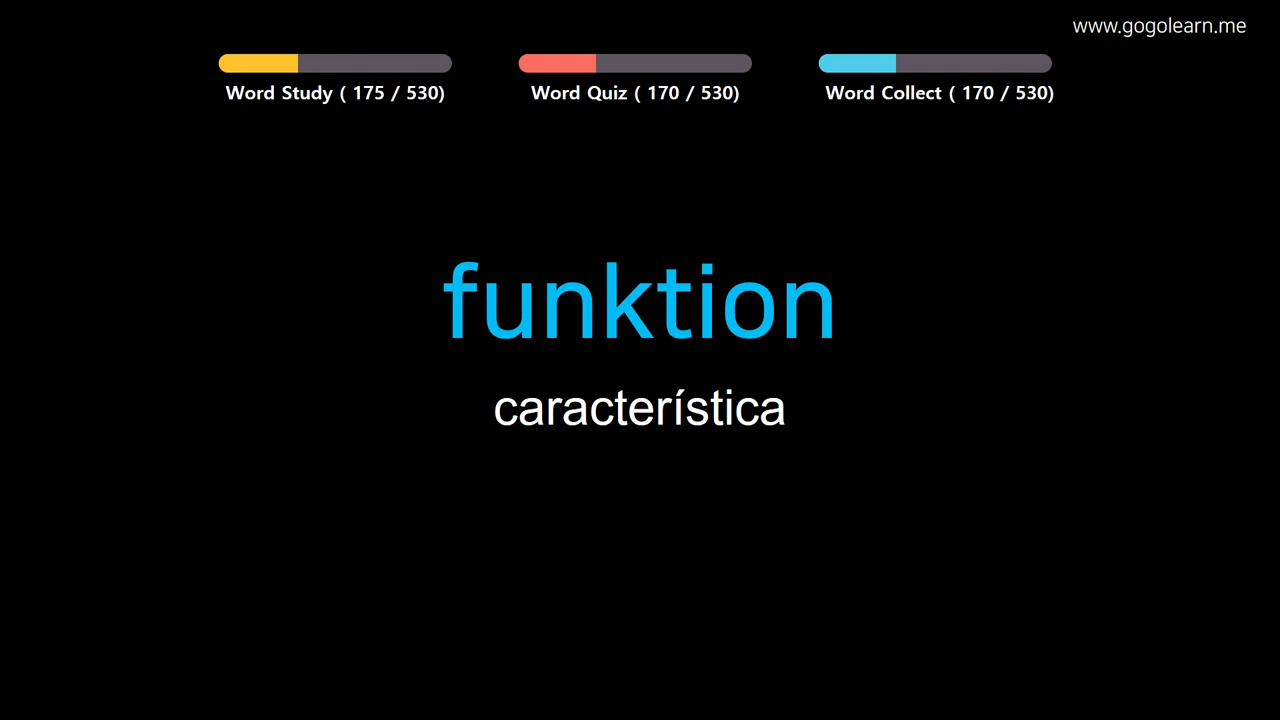 www.gogolearn.me
Word Study ( 175 / 530)
Word Quiz ( 170 / 530)
Word Collect ( 170 / 530)
funktion
característica